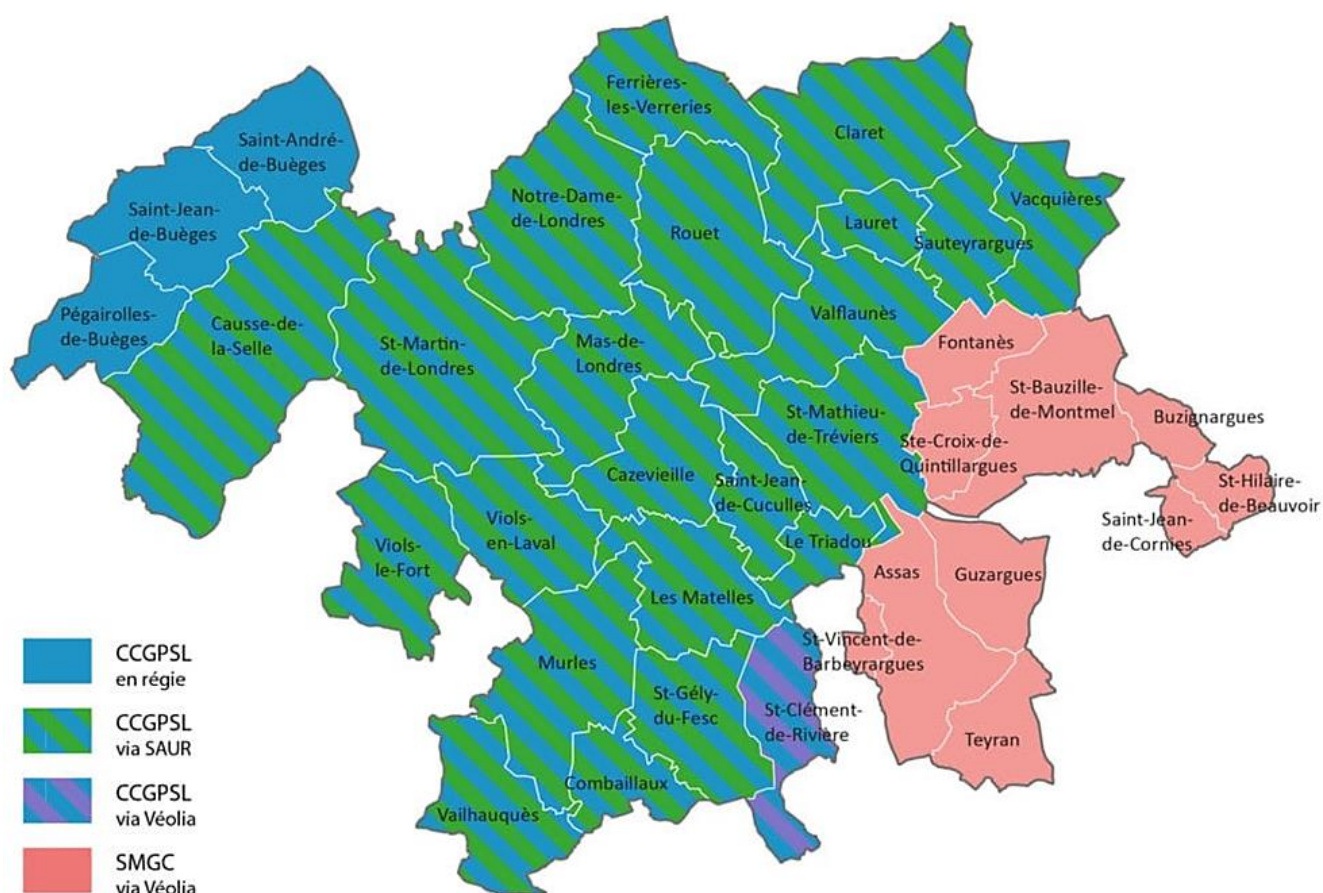 Ferrières-
les-Verreries
Claret
Saint-André-
de-Buèges
Saint-Jean-
de-Buèges
Notre-Dame-
de-Londres
Rouet
Lauret
Sauteyrargues
Vacquières
Pégairolles-
de-Buèges
Causse-de-
la-Selle
St-Martin-
de-Londres
Mas-de-
Londres
Valflaunès
Fontanès
St-Mathieu-
de-Tréviers
St-Bauzille-
de-Montmel
Buzignargues
Ste-Croix-de-
Quintillargues
Cazevieille
Saint-Jean-
de-Cuculles
St-Hilaire-
de-Beauvoir
Saint-Jean-
de-Cornies
Viols-
en-Laval
Viols-
le-Fort
Le Triadou
Assas
Guzargues
Les Matelles
St-Vincent-de-
Barbeyrargues
Murles
St-Gély-
du-Fesc
St-Clément-
de-Rivière
Teyran
Combaillaux
Vailhauquès
CCGPSL
en régie
CCGPSL
via SAUR
CCGPSL
via Véolia
SMGC
via Véolia